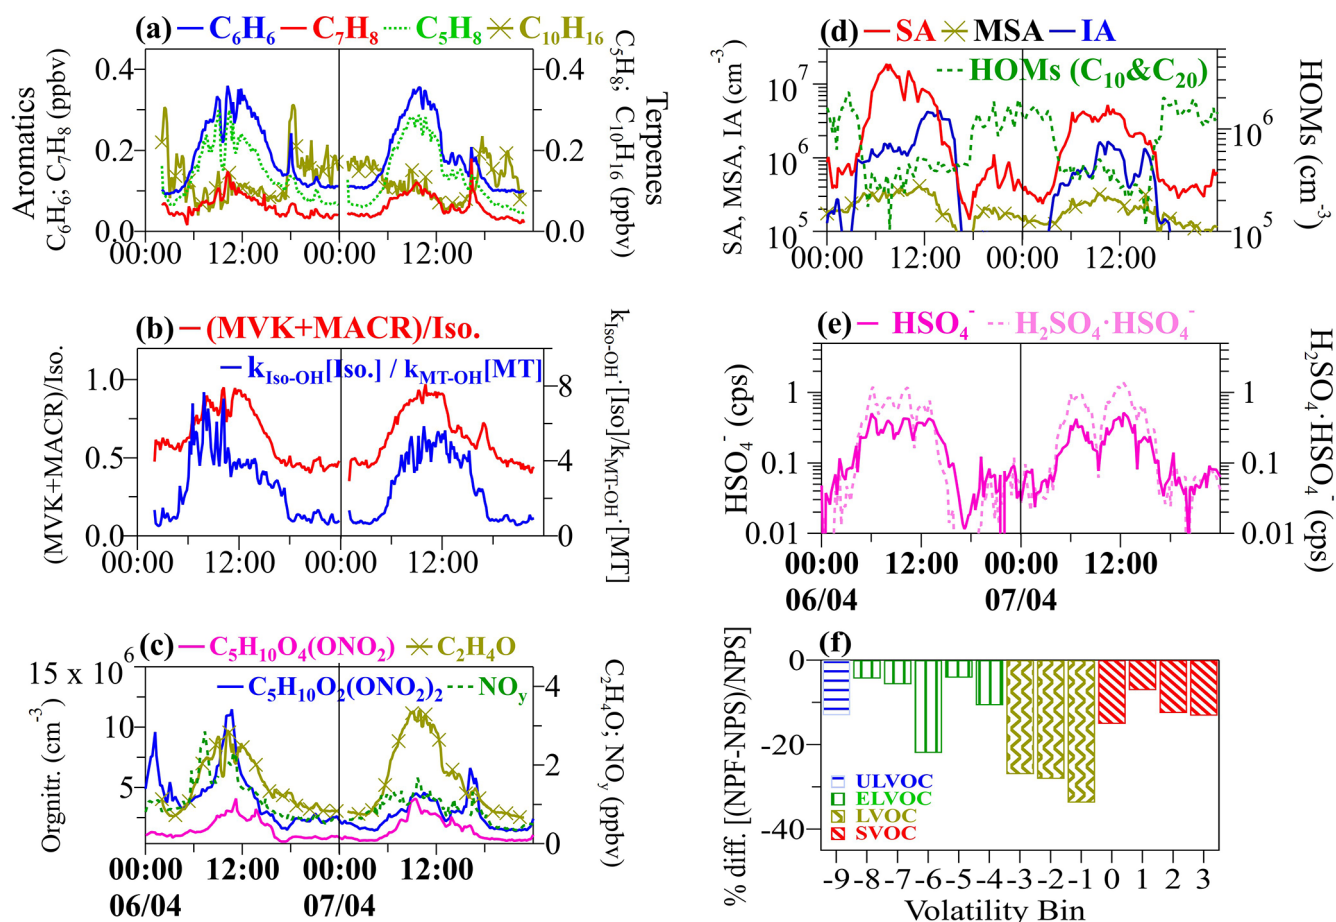 (a) C6H6 C7H8 C5H8 C10H16
Aromatics
C6H6; C7H8 (ppbv)
0.4
0.2
0.0
0.4
0.2
0.0
C5H8; C10H16 (ppbv)
Terpenes
00:00 12:00 00:00 12:00
(b) (MVK+MACR)/Iso.
kIso-OH[Iso.] / kMT-OH[MT]
(MVK+MACR)/Iso.
1.0
0.5
0.0
8
4
0
kIso-OH·[Iso]/kMT-OH·[MT]
00:00 12:00 00:00 12:00
(c) C5H10O4(ONO2) C2H4O
C5H10O2(ONO2)2 NOy
15 x 10^6
Orgnitr. (cm^-3)
10
5
4
2
0
C2H4O; NOy (ppbv)
00:00 12:00 00:00 12:00
06/04 07/04
(d) SA MSA IA
HOMs (C10&C20)
SA, MSA, IA (cm^-3)
10^7
10^6
10^5
10^6
10^5
HOMs (cm^-3)
00:00 12:00 00:00 12:00
(e) HSO4^- H2SO4·HSO4^-
HSO4^- (cps)
1
0.1
0.01
1
0.1
0.01
H2SO4·HSO4^- (cps)
00:00 12:00 00:00 12:00
06/04 07/04
(f)
% diff. [(NPF-NPS)/NPS]
0
-20
-40
ULVOC
ELVOC
LVOC
SVOC
-9 -8 -7 -6 -5 -4 -3 -2 -1 0 1 2 3
Volatility Bin